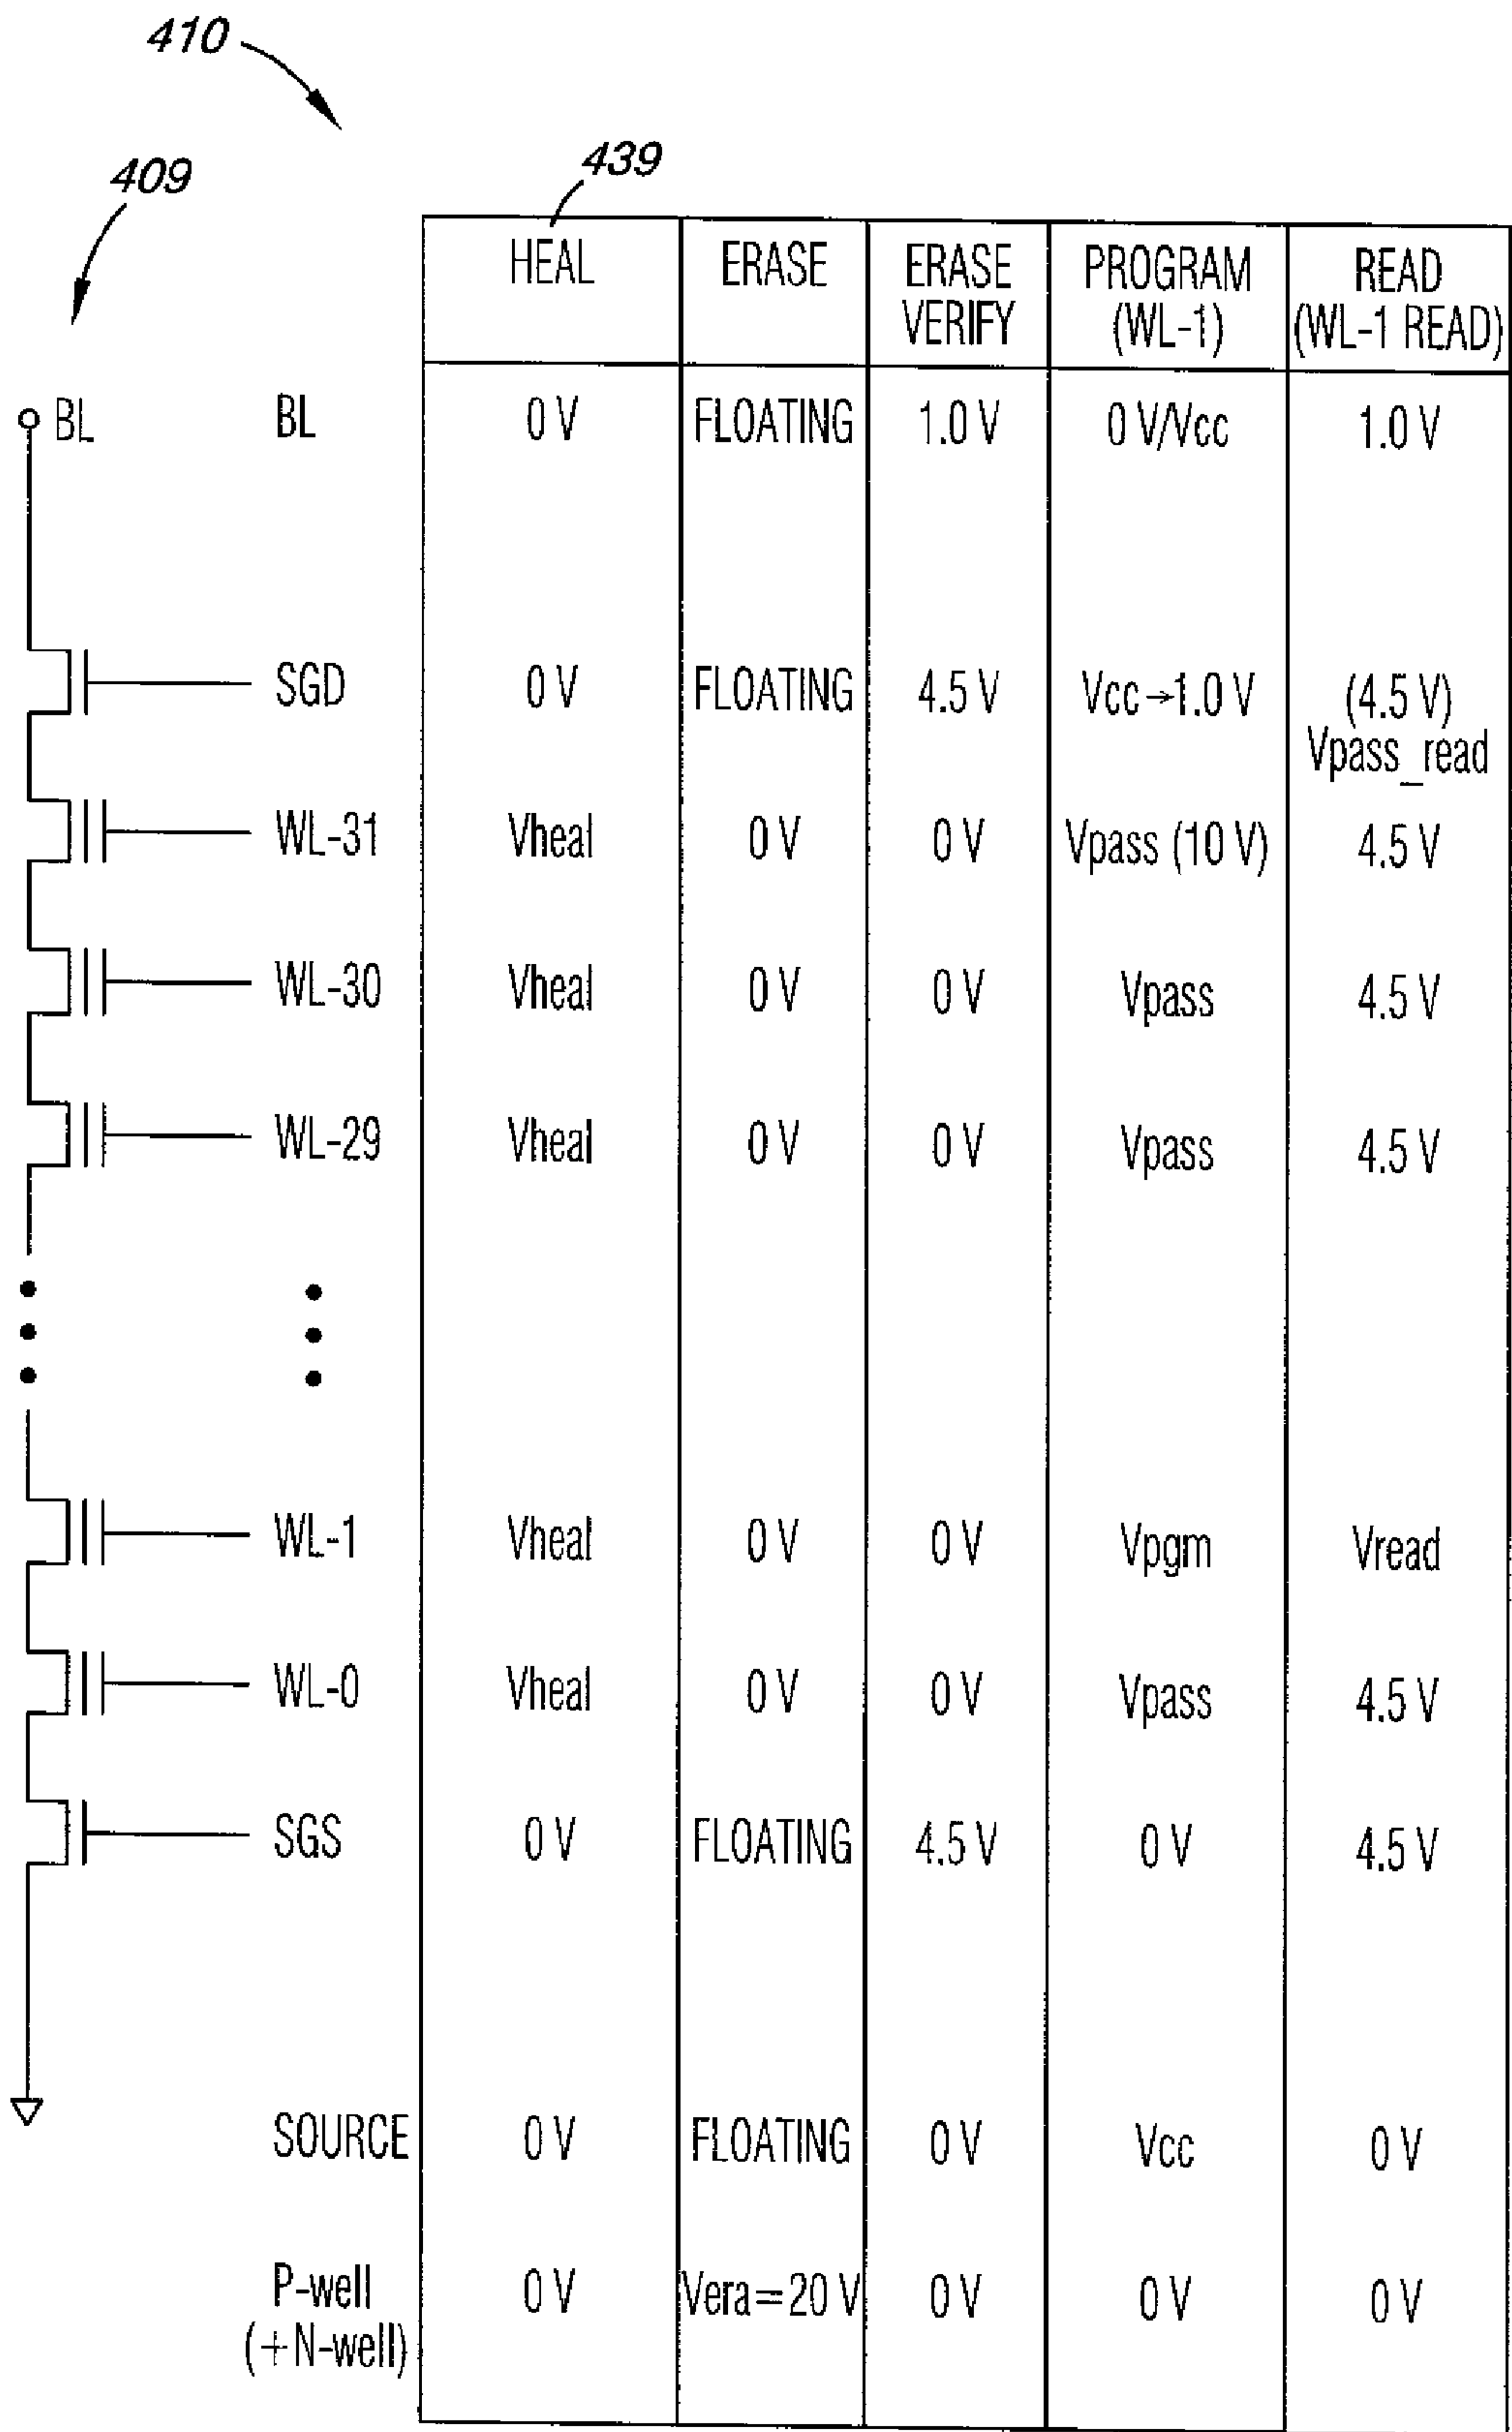 410
409
439
HEAL ERASE ERASE VERIFY PROGRAM (WL-1) READ (WL-1 READ)
BL BL 0 V FLOATING 1.0 V 0 V/Vcc 1.0 V
SGD 0 V FLOATING 4.5 V Vcc→1.0 V (4.5 V) Vpass_read
WL-31 Vheal 0 V 0 V Vpass (10 V) 4.5 V
WL-30 Vheal 0 V 0 V Vpass 4.5 V
WL-29 Vheal 0 V 0 V Vpass 4.5 V
WL-1 Vheal 0 V 0 V Vpgm Vread
WL-0 Vheal 0 V 0 V Vpass 4.5 V
SGS 0 V FLOATING 4.5 V 0 V 4.5 V
SOURCE 0 V FLOATING 0 V Vcc 0 V
P-well (+N-well) 0 V Vera=20 V 0 V 0 V 0 V